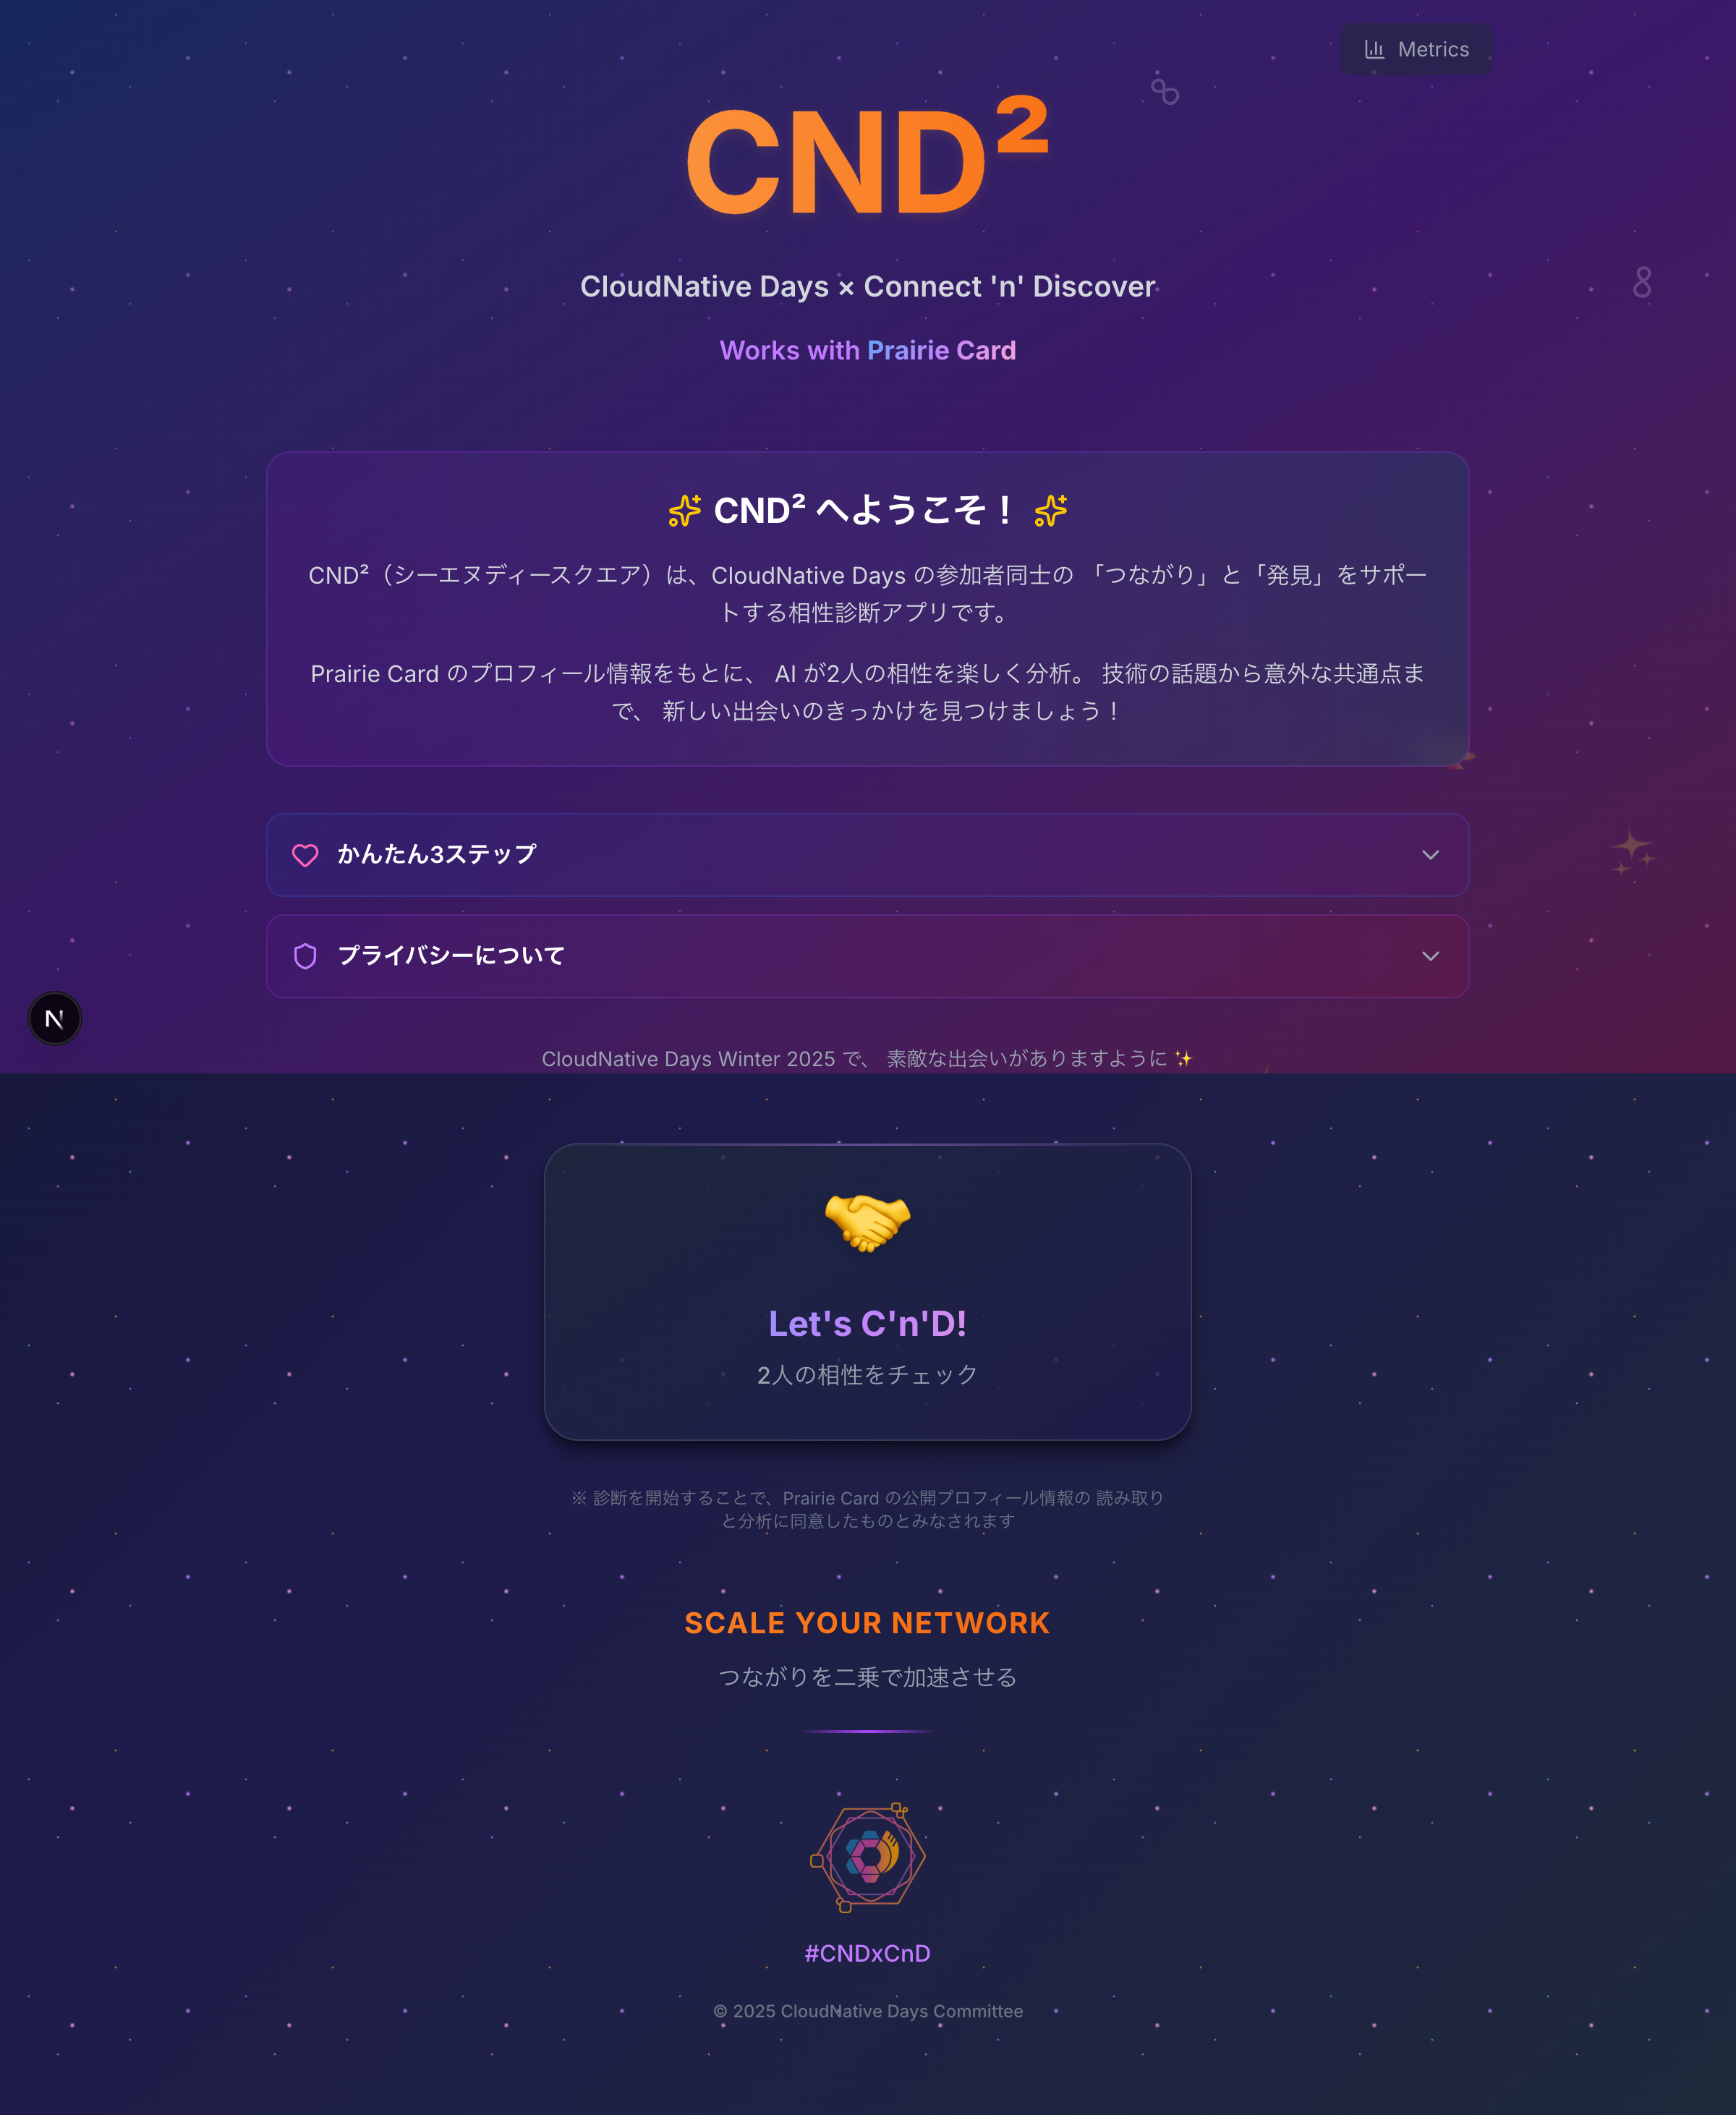 Metrics
CND²
CloudNative Days × Connect 'n' Discover
Works with Prairie Card
CND² へようこそ！
CND²（シーエヌディースクエア）は、CloudNative Days の参加者同士の 「つながり」と「発見」をサポー
トする相性診断アプリです。
Prairie Card のプロフィール情報をもとに、 AI が2人の相性を楽しく分析。 技術の話題から意外な共通点ま
で、 新しい出会いのきっかけを見つけましょう！
かんたん3ステップ
プライバシーについて
N
CloudNative Days Winter 2025 で、 素敵な出会いがありますように ✨
Let's C'n'D!
2人の相性をチェック
※ 診断を開始することで、Prairie Card の公開プロフィール情報の 読み取り
と分析に同意したものとみなされます
SCALE YOUR NETWORK
つながりを二乗で加速させる
#CNDxCnD
© 2025 CloudNative Days Committee